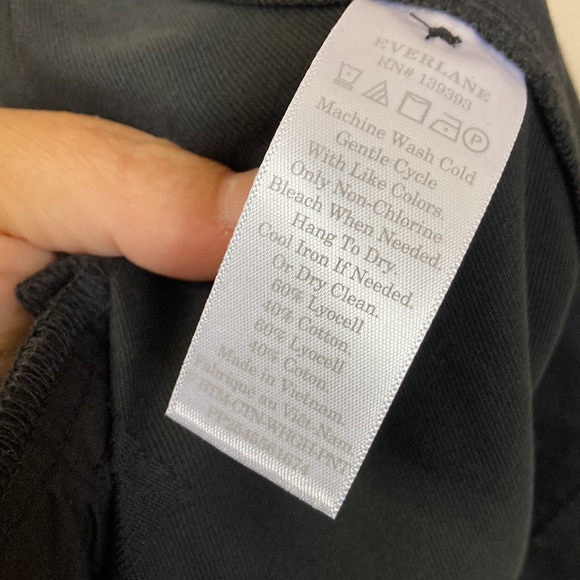 EVERLANE
RN# 139393
P
Machine Wash Cold
Gentle Cycle
With Like Colors.
Only Non-Chlorine
Bleach When Needed.
Hang To Dry.
Cool Iron If Needed.
Or Dry Clean.
60% Lyocell
40% Cotton.
60% Lyocell
40% Coton.
Made in Vietnam.
Fabriqué au Viet Nam